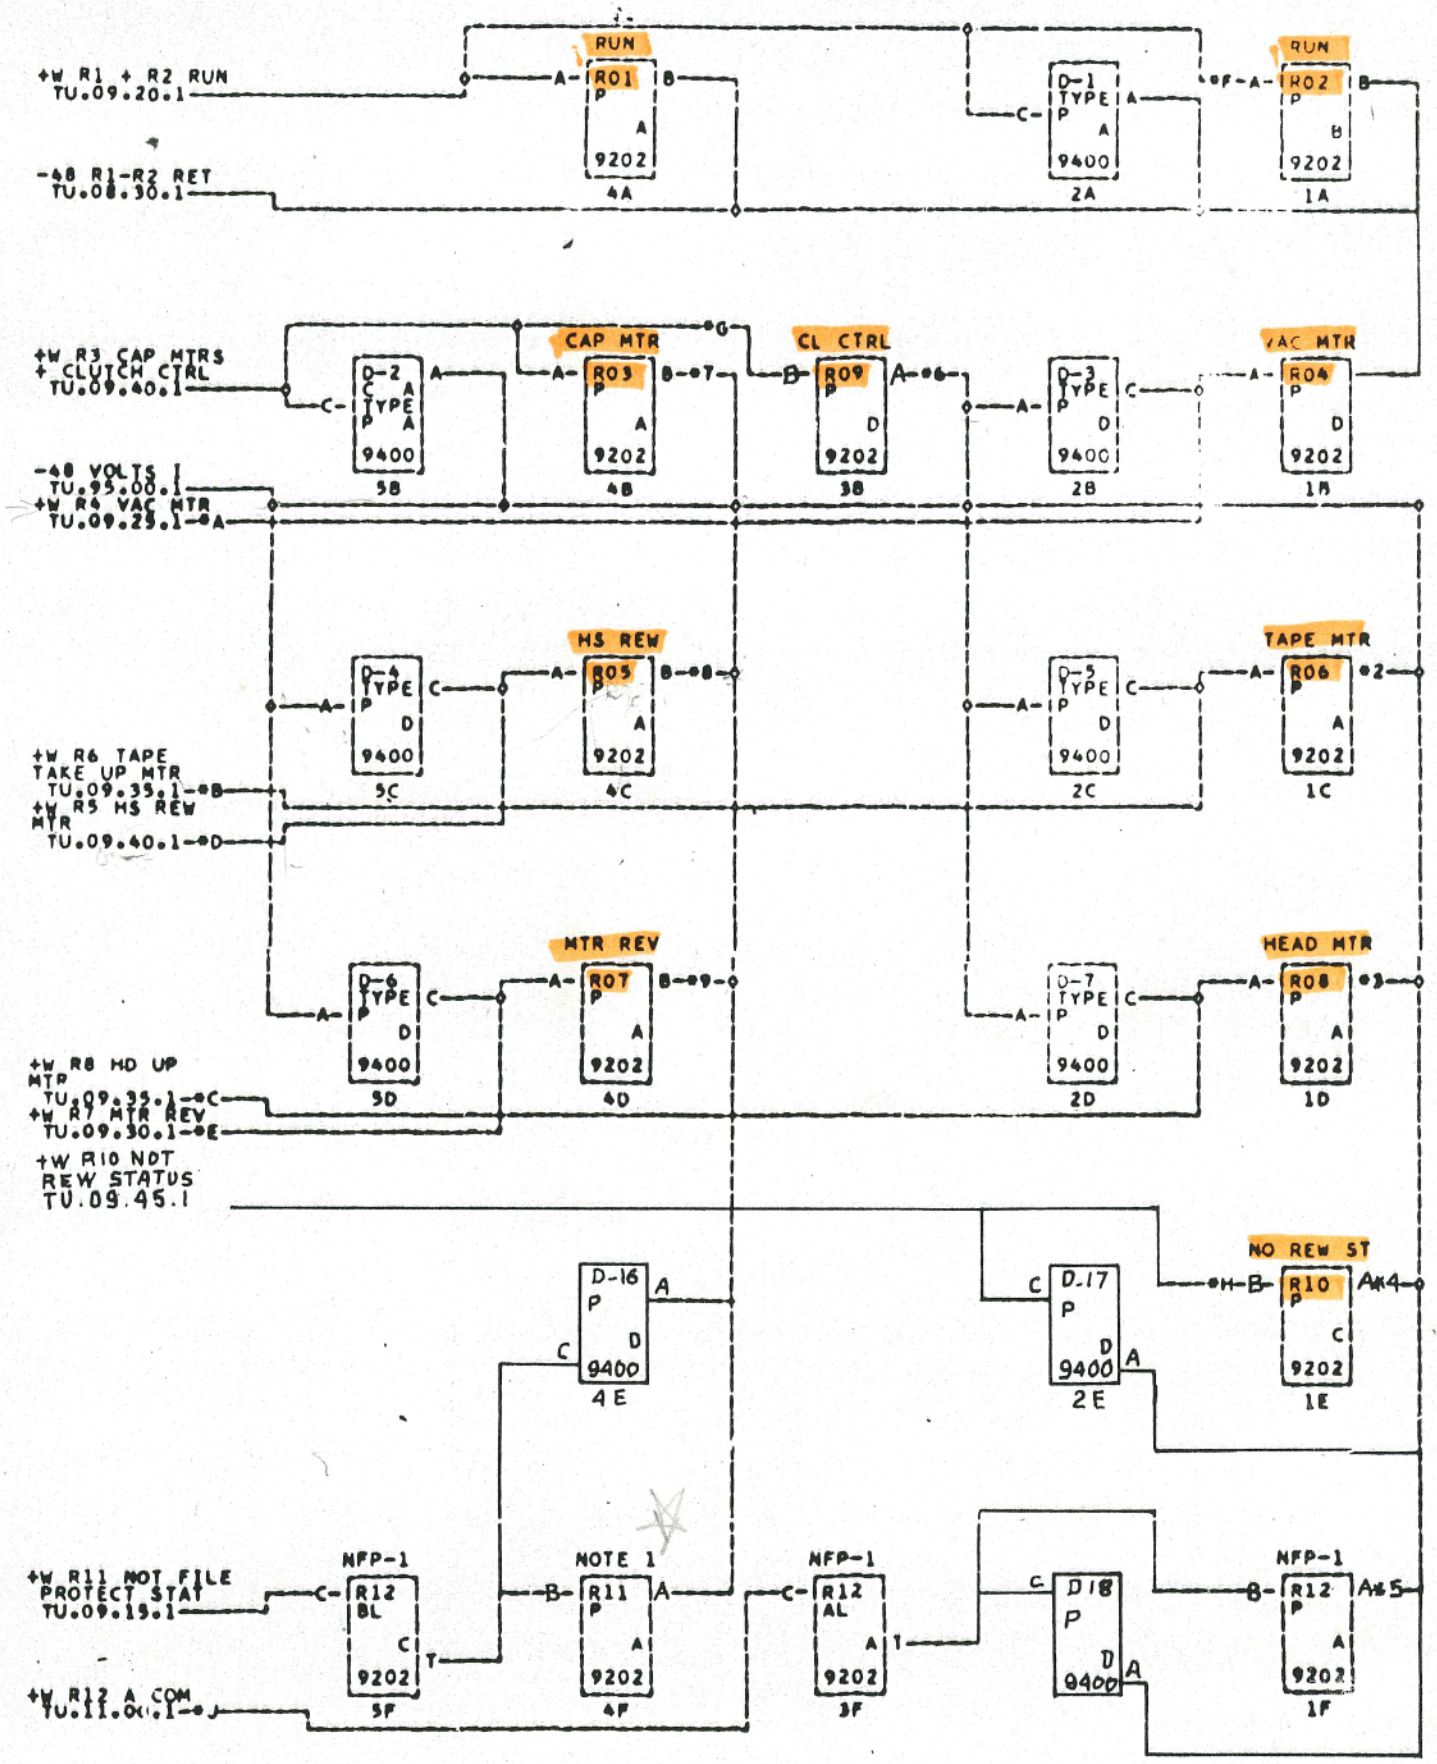 RUN
RUN
+W R1 + R2 RUN
TU.09.20.1
A R01 B
P
A
9202
4A
D-1
TYPE A
C P
A
9400
2A
*F A R02 B
P
B
9202
1A
-48 R1-R2 RET
TU.08.30.1
*G
CAP MTR
CL CTRL
VAC MTR
+W R3 CAP MTRS
+ CLUTCH CTRL
TU.09.40.1
D-2 A
C A
C TYPE
P A
9400
5B
A R03 B *7
P
A
9202
4B
B R09 A *6
P
D
9202
3B
D-3
TYPE C
A P
D
9400
2B
A R04
P
D
9202
1B
-48 VOLTS I
TU.95.00.1
+W R4 VAC MTR
TU.09.25.1 *A
HS REW
TAPE MTR
D-4
TYPE C
A P
D
9400
5C
A R05 B *8
P
A
9202
4C
D-5
TYPE C
A P
D
9400
2C
A R06 *2
P
A
9202
1C
+W R6 TAPE
TAKE UP MTR
TU.09.35.1 *B
+W R5 HS REW
MTR
TU.09.40.1 *D
MTR REV
HEAD MTR
D-6
TYPE C
A P
D
9400
5D
A R07 B *9
P
A
9202
4D
D-7
TYPE C
A P
D
9400
2D
A R08 *3
P
A
9202
1D
+W R8 HD UP
MTR
TU.09.35.1 *C
+W R7 MTR REV
TU.09.30.1 *E
+W R10 NOT
REW STATUS
TU.09.45.1
NO REW ST
D-16 A
P
D
C 9400
4E
C D-17
P
D
9400 A
2E
*H B R10 A*4
P
C
9202
1E
NFP-1
NOTE 1
NFP-1
NFP-1
+W R11 NOT FILE
PROTECT STAT
TU.09.15.1
C R12
BL
C T
9202
5F
B R11 A
P
A
9202
4F
C R12
AL
A T
9202
3F
C D18
P
D
9400 A
B R12 A*5
P
A
9202
1F
+W R12 A COM
*J